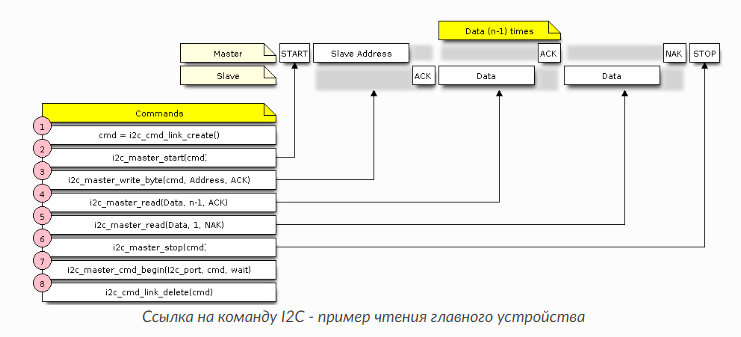 Data (n-1) times
Master START Slave Address ACK NAK STOP
Slave ACK Data Data
Commands
1 cmd = i2c_cmd_link_create()
2 i2c_master_start(cmd)
3 i2c_master_write_byte(cmd, Address, ACK)
4 i2c_master_read(Data, n-1, ACK)
5 i2c_master_read(Data, 1, NAK)
6 i2c_master_stop(cmd)
7 i2c_master_cmd_begin(I2c_port, cmd, wait)
8 i2c_cmd_link_delete(cmd)
Ссылка на команду I2C - пример чтения главного устройства